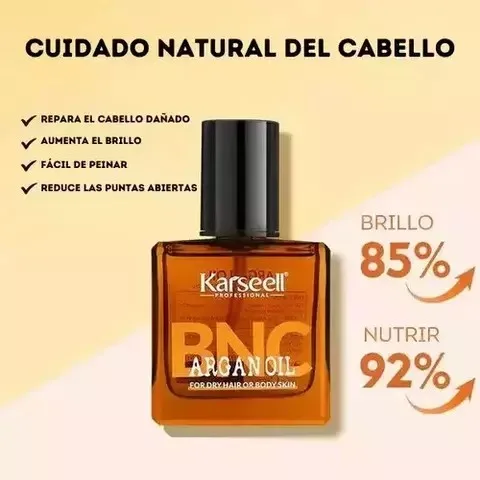 CUIDADO NATURAL DEL CABELLO
REPARA EL CABELLO DAÑADO
AUMENTA EL BRILLO
FÁCIL DE PEINAR
REDUCE LAS PUNTAS ABIERTAS
BRILLO
85%
NUTRIR
92%
Karseell®
PROFESSIONAL
BNC
ARGAN OIL
FOR DRY HAIR OR BODY SKIN.